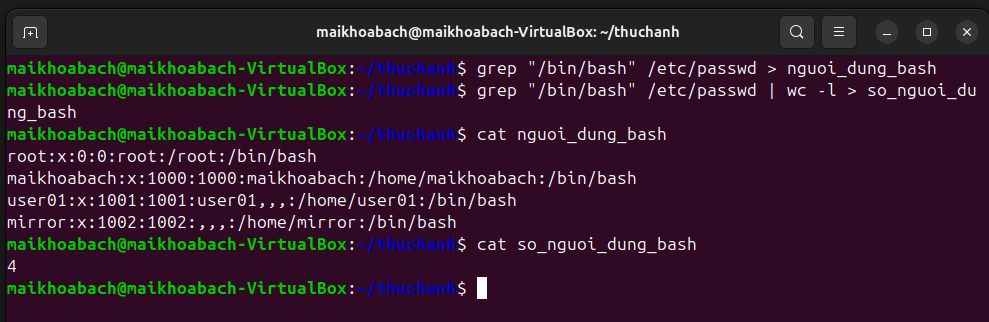 maikhoabach@maikhoabach-VirtualBox: ~/thuchanh
maikhoabach@maikhoabach-VirtualBox:~/thuchanh$ grep "/bin/bash" /etc/passwd > nguoi_dung_bash
maikhoabach@maikhoabach-VirtualBox:~/thuchanh$ grep "/bin/bash" /etc/passwd | wc -l > so_nguoi_du
ng_bash
maikhoabach@maikhoabach-VirtualBox:~/thuchanh$ cat nguoi_dung_bash
root:x:0:0:root:/root:/bin/bash
maikhoabach:x:1000:1000:maikhoabach:/home/maikhoabach:/bin/bash
user01:x:1001:1001:user01,,,:/home/user01:/bin/bash
mirror:x:1002:1002:,,,:/home/mirror:/bin/bash
maikhoabach@maikhoabach-VirtualBox:~/thuchanh$ cat so_nguoi_dung_bash
4
maikhoabach@maikhoabach-VirtualBox:~/thuchanh$